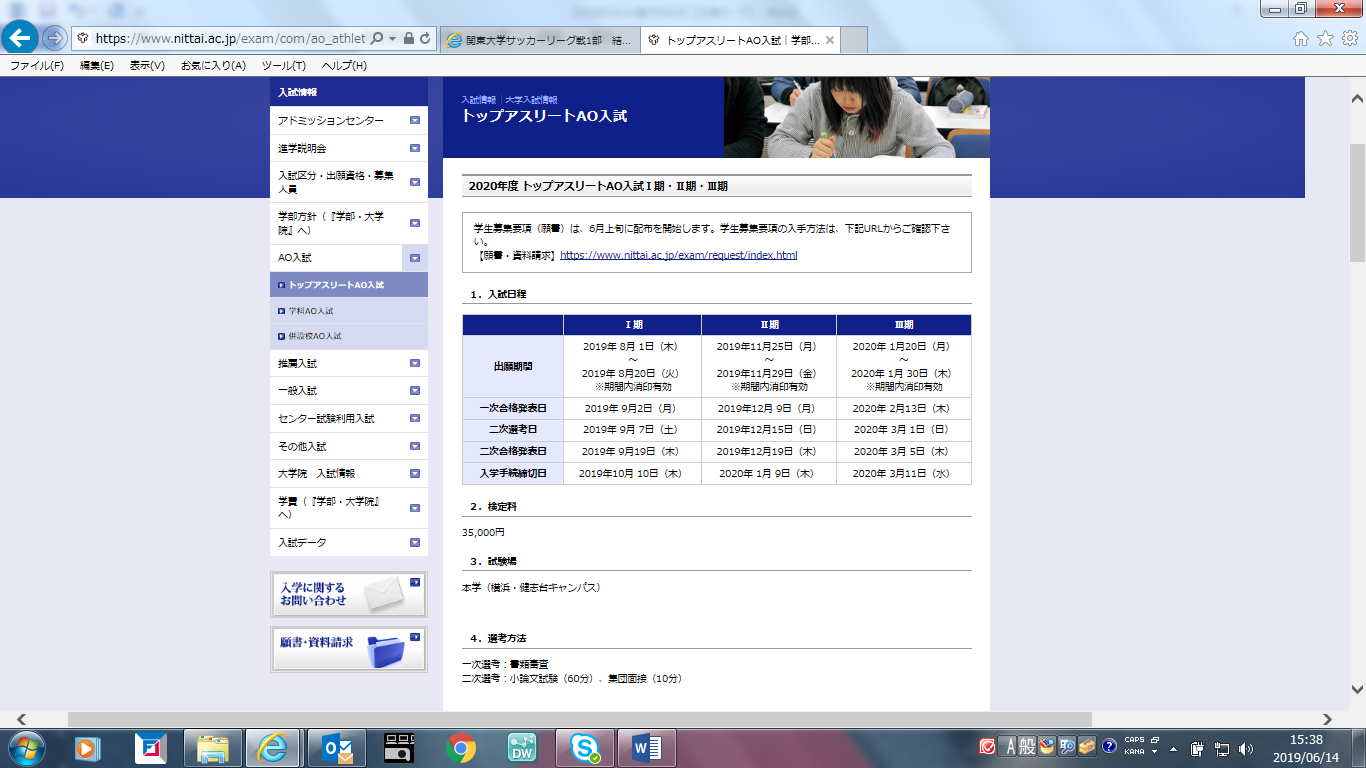 https://www.nittai.ac.jp/exam/com/ao_athlet
関東大学サッカーリーグ戦1部 結...
トップアスリートAO入試｜学部...
ファイル(F) 編集(E) 表示(V) お気に入り(A) ツール(T) ヘルプ(H)
入試情報
アドミッションセンター
進学説明会
入試区分・出願資格・募集
人員
学部方針（『学部・大学
院』へ）
AO入試
トップアスリートAO入試
学科AO入試
併設校AO入試
推薦入試
一般入試
センター試験利用入試
その他入試
大学院 入試情報
学費（『学部・大学院』
へ）
入試データ
入学に関する
お問い合わせ
願書・資料請求
入試情報｜大学入試情報
トップアスリートAO入試
2020年度 トップアスリートAO入試Ⅰ期・Ⅱ期・Ⅲ期
学生募集要項（願書）は、6月上旬に配布を開始します。学生募集要項の入手方法は、下記URLからご確認下さ
い。
【願書・資料請求】https://www.nittai.ac.jp/exam/request/index.html
1．入試日程
Ⅰ期 Ⅱ期 Ⅲ期
出願期間
2019年 8月 1日（木）
～
2019年 8月20日（火）
※期間内消印有効
2019年11月25日（月）
～
2019年11月29日（金）
※期間内消印有効
2020年 1月20日（月）
～
2020年 1月 30日（木）
※期間内消印有効
一次合格発表日 2019年 9月2日（月） 2019年12月 9日（月） 2020年 2月13日（木）
二次選考日 2019年 9月 7日（土） 2019年12月15日（日） 2020年 3月 1日（日）
二次合格発表日 2019年 9月19日（木） 2019年12月19日（木） 2020年 3月 5日（木）
入学手続締切日 2019年10月 10日（木） 2020年 1月 9日（木） 2020年 3月11日（水）
2．検定料
35,000円
3．試験場
本学（横浜・健志台キャンパス）
4．選考方法
一次選考：書類審査
二次選考：小論文試験（60分）、集団面接（10分）
DW
A 般
CAPS
KANA
15:38
2019/06/14